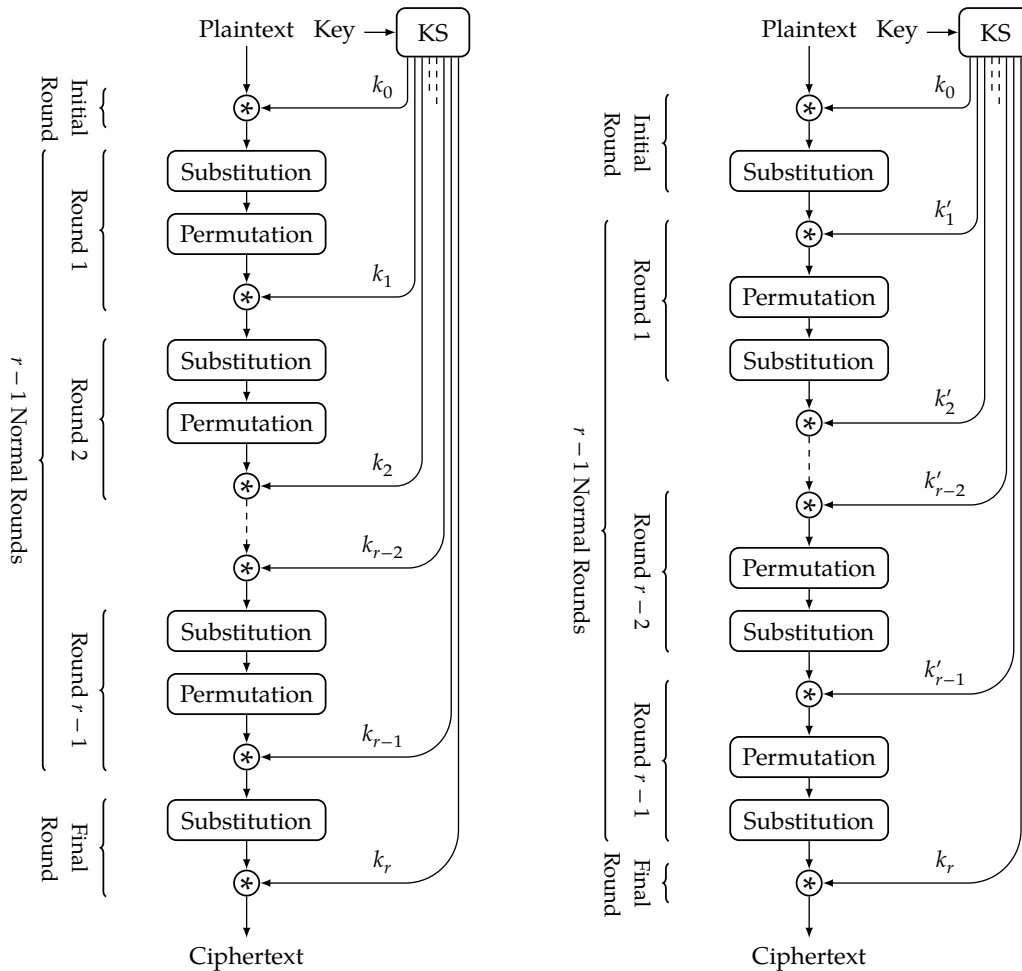 Plaintext Key KS
k₀
Initial
Round
Substitution
Permutation
k₁
Round 1
Substitution
Permutation
k₂
Round 2
r − 1 Normal Rounds
kᵣ₋₂
Substitution
Permutation
kᵣ₋₁
Round r − 1
Substitution
kᵣ
Final
Round
Ciphertext
Plaintext Key KS
k₀
Initial
Round
Substitution
k′₁
Permutation
Substitution
Round 1
k′₂
r − 1 Normal Rounds
k′ᵣ₋₂
Permutation
Substitution
Round r − 2
k′ᵣ₋₁
Permutation
Substitution
Round r − 1
kᵣ
Final
Round
Ciphertext